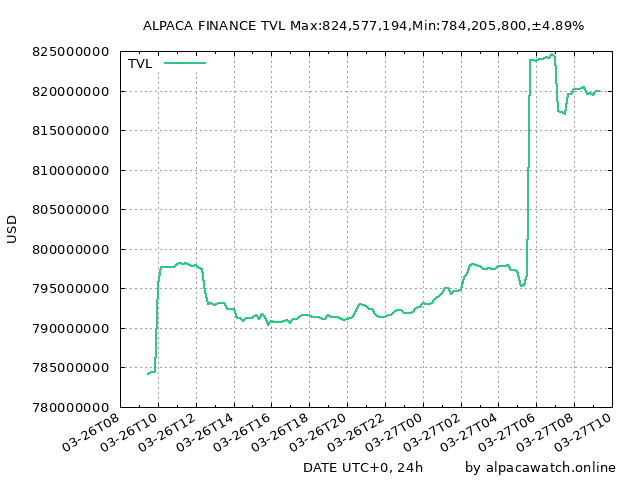 ALPACA FINANCE TVL Max:824,577,194,Min:784,205,800,±4.89%
TVL
825000000
820000000
815000000
810000000
805000000
800000000
795000000
790000000
785000000
780000000
USD
03-26T08
03-26T10
03-26T12
03-26T14
03-26T16
03-26T18
03-26T20
03-26T22
03-27T00
03-27T02
03-27T04
03-27T06
03-27T08
03-27T10
DATE UTC+0, 24h
by alpacawatch.online